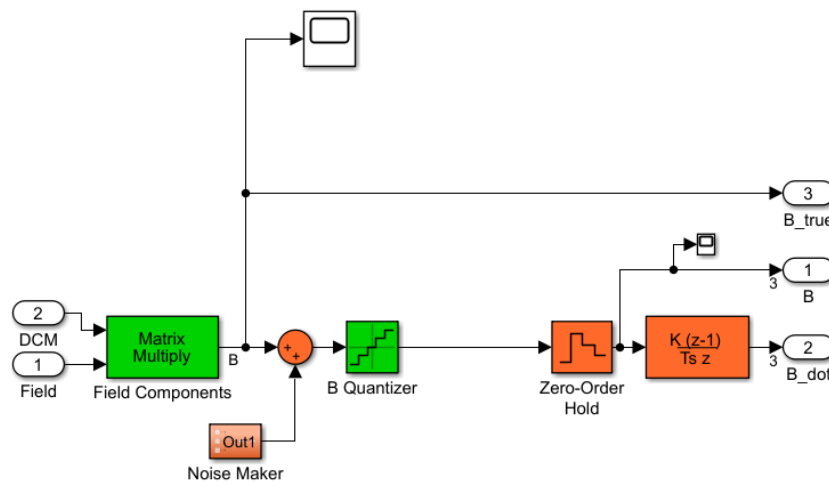 3
B_true
3
1
B
2
DCM
Matrix
Multiply
B
+
+
K (z-1)
Ts z
3
2
B_dot
1
Field
Field Components
B Quantizer
Zero-Order
Hold
Out1
Noise Maker